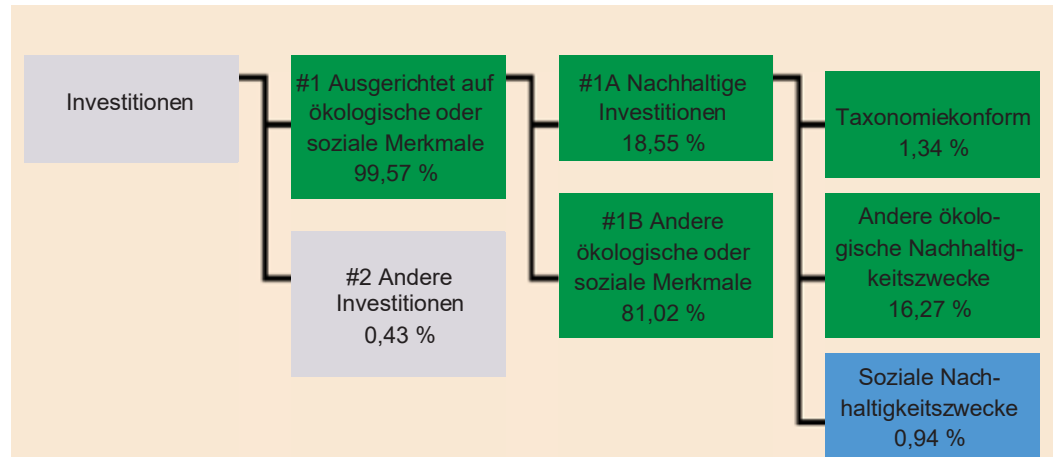 Investitionen
#1 Ausgerichtet auf
ökologische oder
soziale Merkmale
99,57 %
#2 Andere
Investitionen
0,43 %
#1A Nachhaltige
Investitionen
18,55 %
#1B Andere
ökologische oder
soziale Merkmale
81,02 %
Taxonomiekonform
1,34 %
Andere ökolo-
gische Nachhaltig-
keitszwecke
16,27 %
Soziale Nach-
haltigkeitszwecke
0,94 %